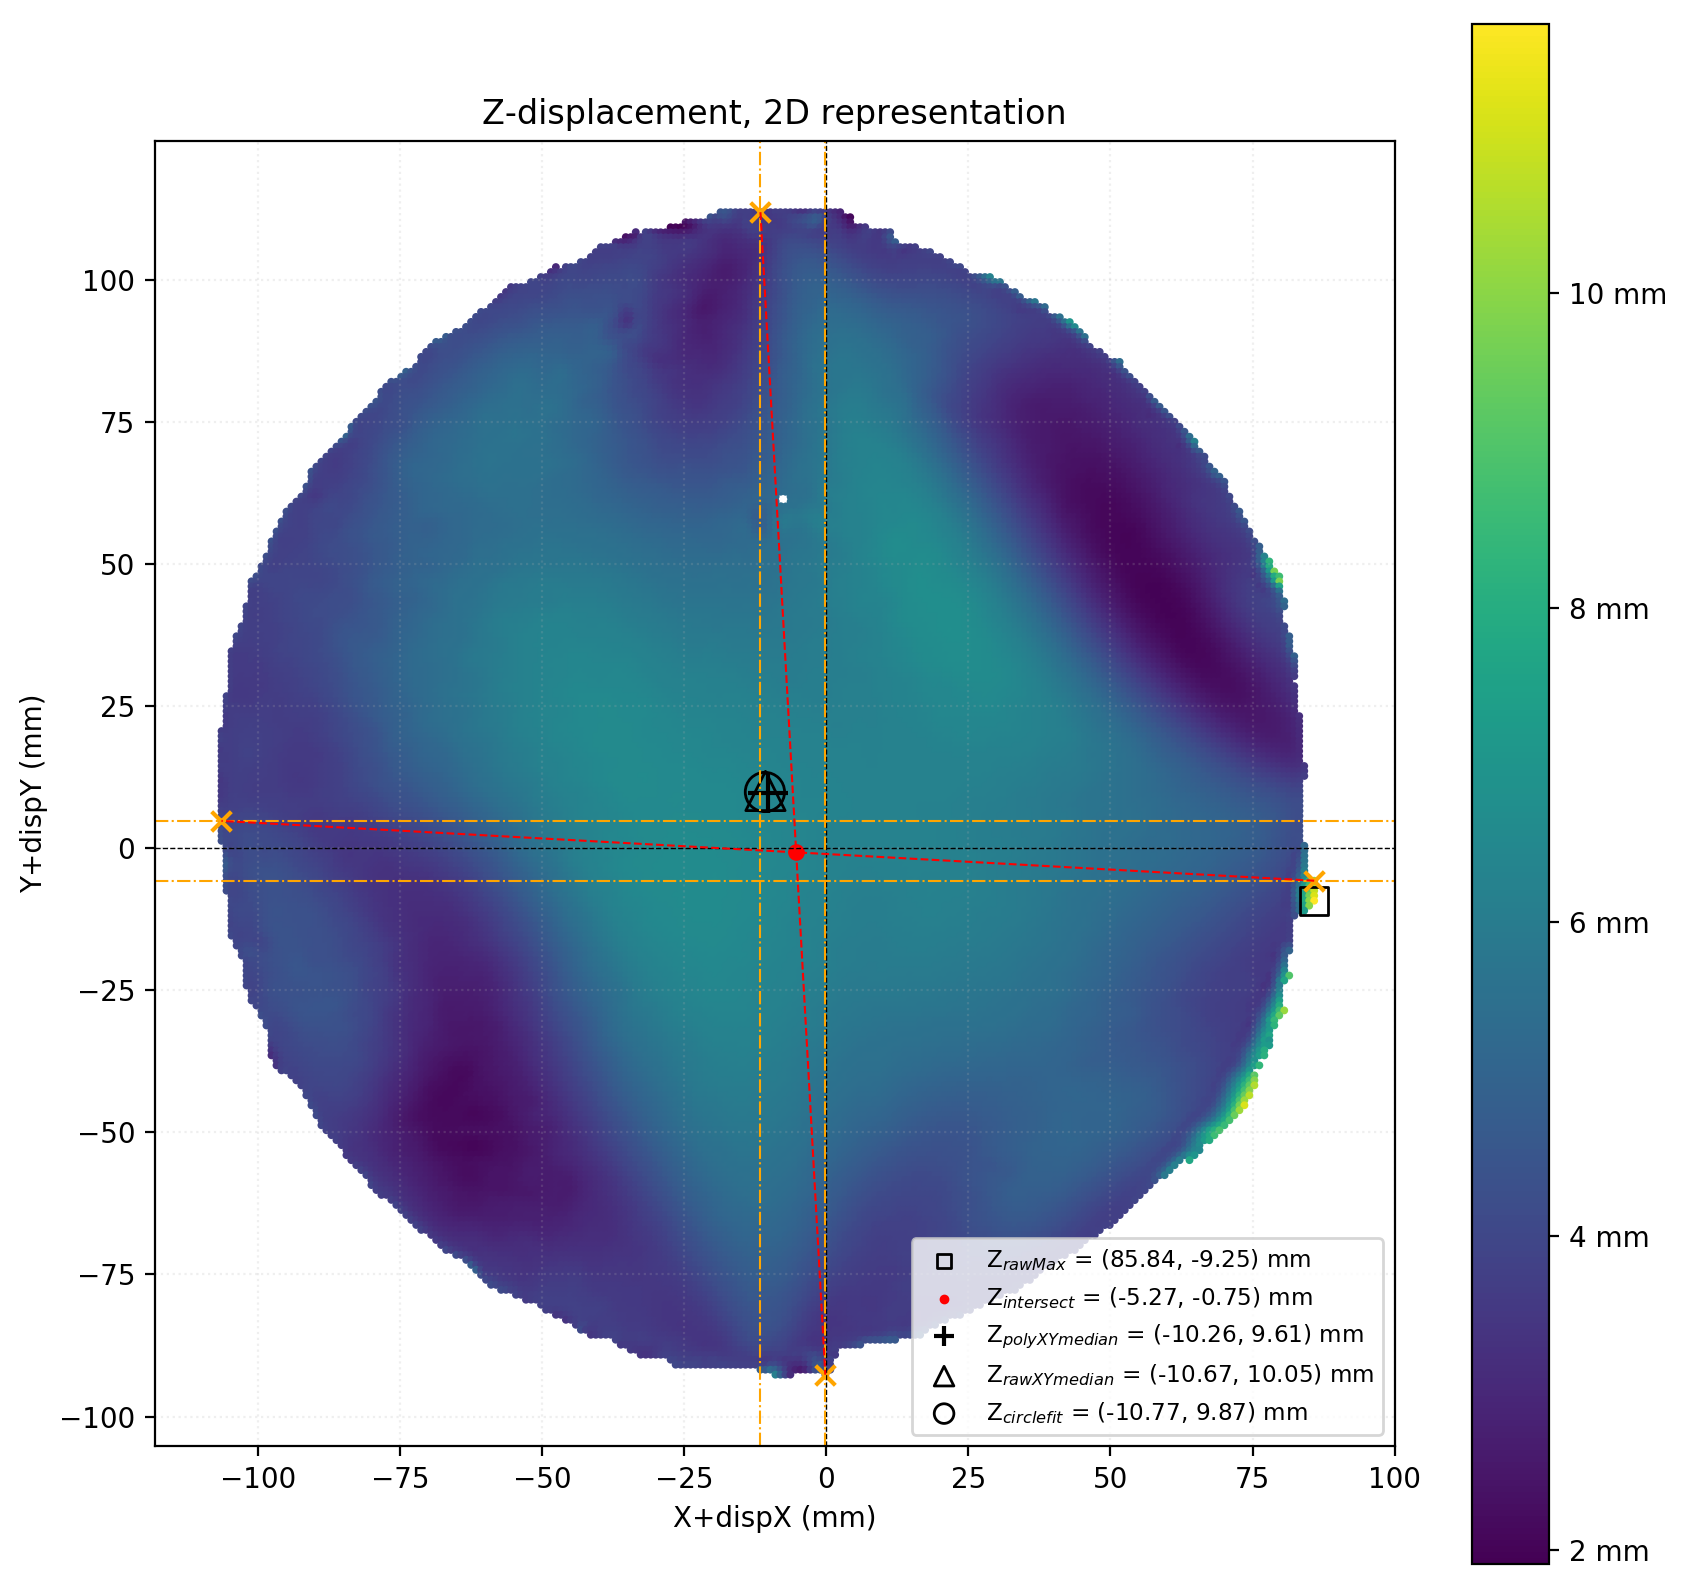 Z-displacement, 2D representation
10 mm
8 mm
6 mm
4 mm
2 mm
Y+dispY (mm)
100
75
50
25
0
−25
−50
−75
−100
Z_rawMax = (85.84, -9.25) mm
Z_intersect = (-5.27, -0.75) mm
Z_polyXYmedian = (-10.26, 9.61) mm
Z_rawXYmedian = (-10.67, 10.05) mm
Z_circlefit = (-10.77, 9.87) mm
−100 −75 −50 −25 0 25 50 75 100
X+dispX (mm)